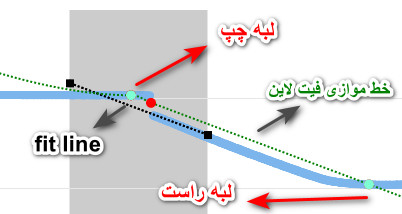 لبه چپ
خط موازی فیت لاین
fit line
لبه راست